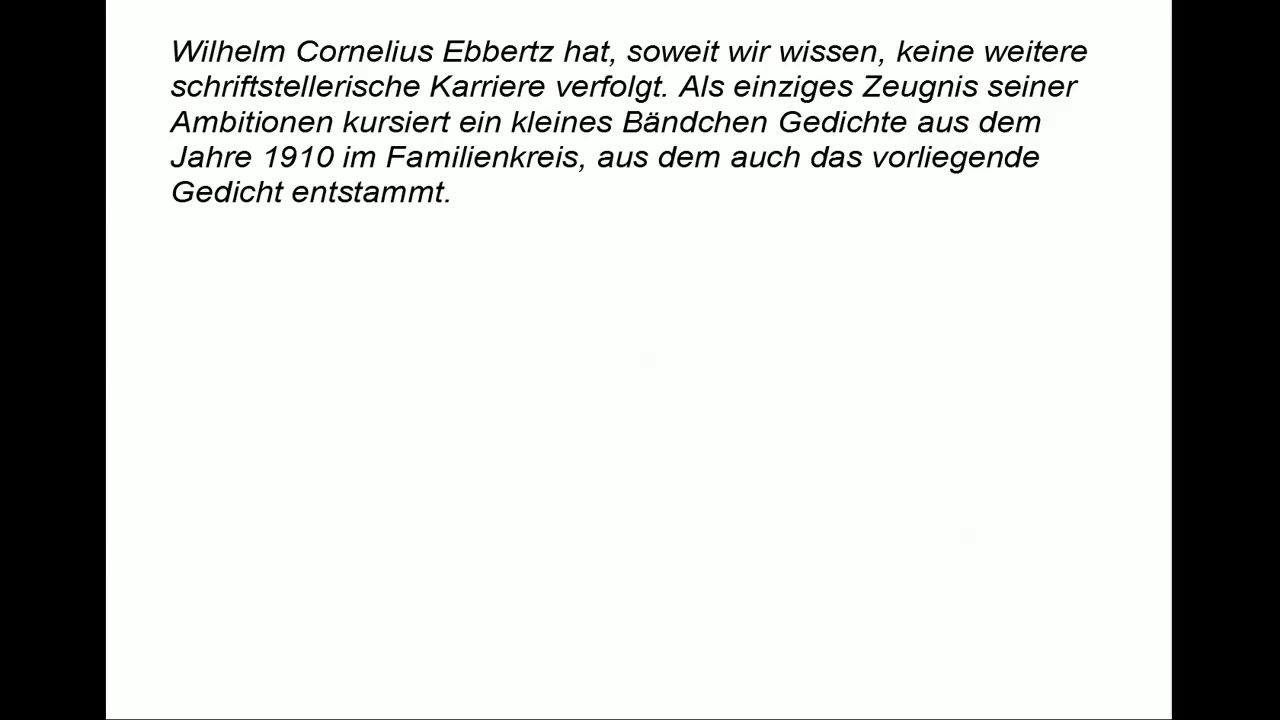 Wilhelm Cornelius Ebbertz hat, soweit wir wissen, keine weitere
schriftstellerische Karriere verfolgt. Als einziges Zeugnis seiner
Ambitionen kursiert ein kleines Bändchen Gedichte aus dem
Jahre 1910 im Familienkreis, aus dem auch das vorliegende
Gedicht entstammt.